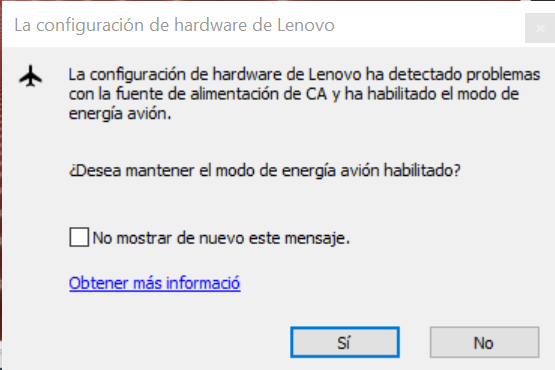 La configuración de hardware de Lenovo
La configuración de hardware de Lenovo ha detectado problemas
con la fuente de alimentación de CA y ha habilitado el modo de
energía avión.
¿Desea mantener el modo de energía avión habilitado?
No mostrar de nuevo este mensaje.
Obtener más informació
Sí
No